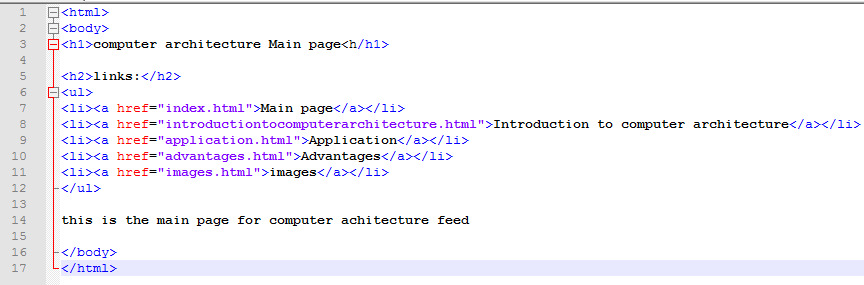 1 <html>
2 <body>
3 <h1>computer architecture Main page<h/h1>
4
5 <h2>links:</h2>
6 <ul>
7 <li><a href="index.html">Main page</a></li>
8 <li><a href="introductiontocomputerarchitecture.html">Introduction to computer architecture</a></li>
9 <li><a href="application.html">Application</a></li>
10 <li><a href="advantages.html">Advantages</a></li>
11 <li><a href="images.html">images</a></li>
12 </ul>
13
14 this is the main page for computer achitecture feed
15
16 </body>
17 </html>